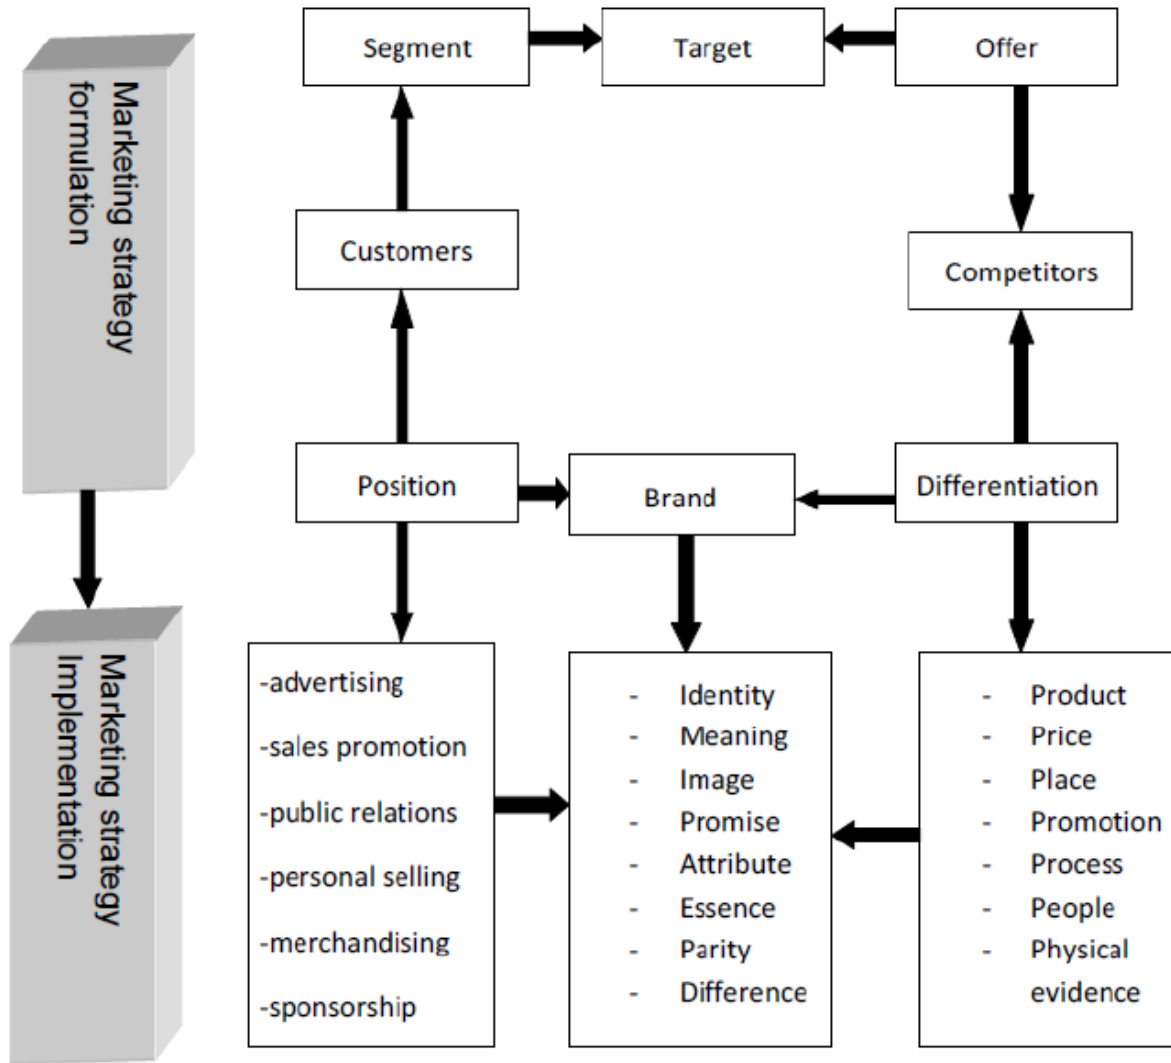 Marketing strategy
formulation
Segment
Target
Offer
Customers
Competitors
Position
Brand
Differentiation
Marketing strategy
Implementation
-advertising
-sales promotion
-public relations
-personal selling
-merchandising
-sponsorship
- Identity
- Meaning
- Image
- Promise
- Attribute
- Essence
- Parity
- Difference
- Product
- Price
- Place
- Promotion
- Process
- People
- Physical
evidence